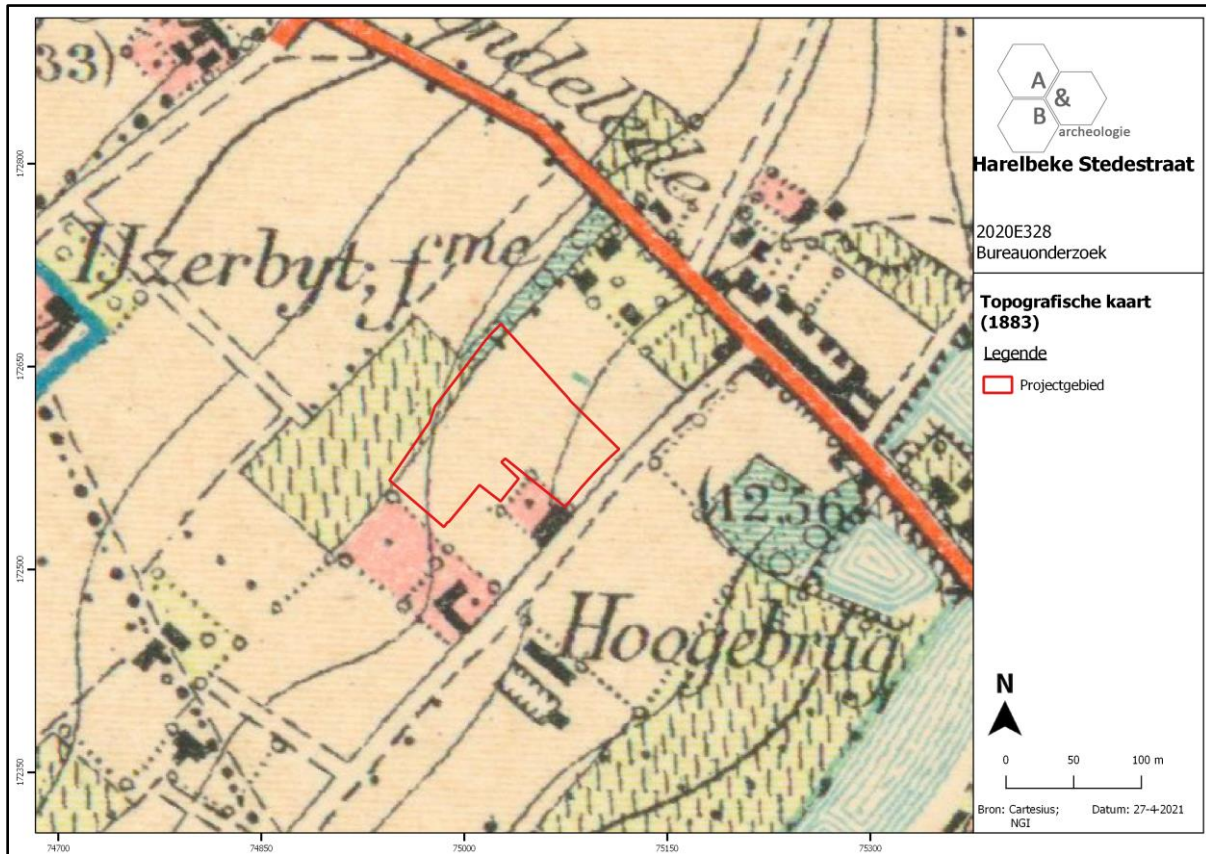 33)
IJzerbyt, fme
Hoogebrug
12.56
A
&
B
archeologie
Harelbeke Stedestraat
2020E328
Bureauonderzoek
Topografische kaart
(1883)
Legende
Projectgebied
N
0 50 100 m
Bron: Cartesius; Datum: 27-4-2021
NGI
172800
172650
172500
172350
74700 74850 75000 75150 75300